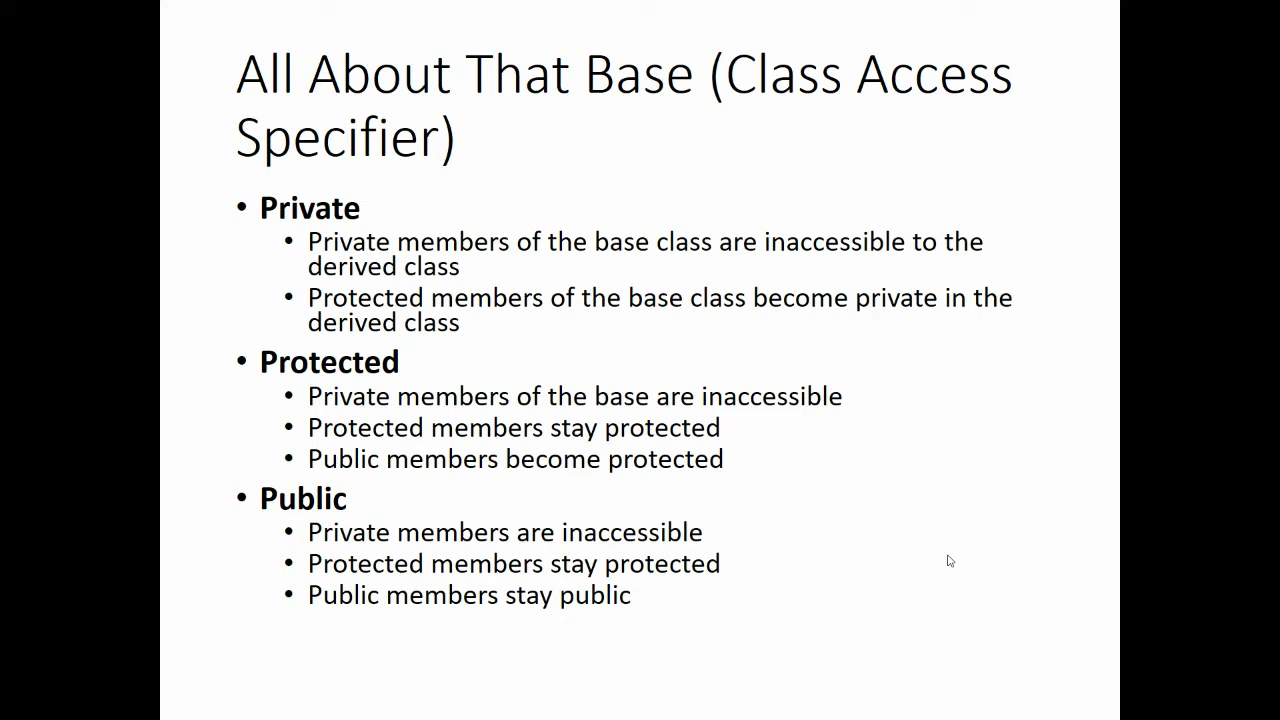 All About That Base (Class Access
Specifier)
• Private
• Private members of the base class are inaccessible to the
derived class
• Protected members of the base class become private in the
derived class
• Protected
• Private members of the base are inaccessible
• Protected members stay protected
• Public members become protected
• Public
• Private members are inaccessible
• Protected members stay protected
• Public members stay public